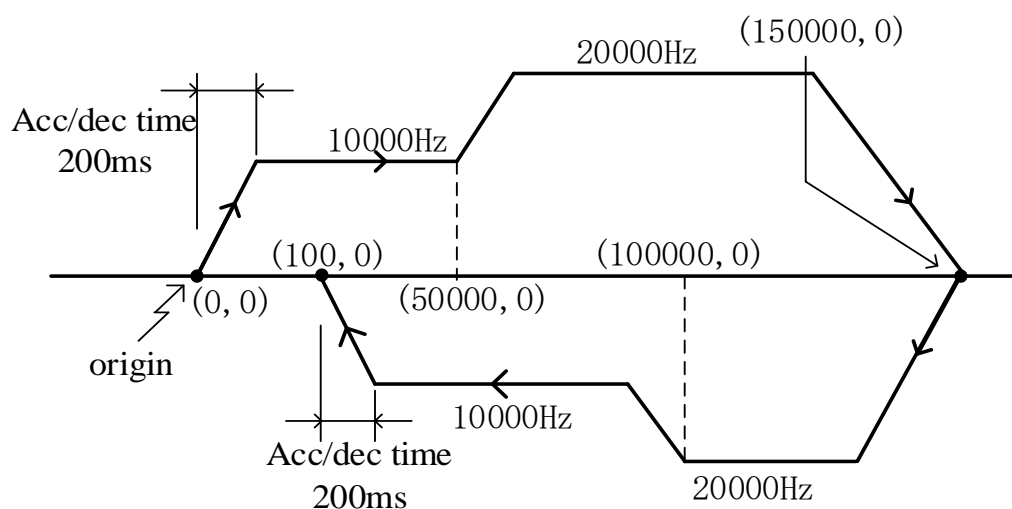 (150000,0)
20000Hz
Acc/dec time
200ms
10000Hz
(100,0)
(100000,0)
(0,0)
(50000,0)
origin
10000Hz
Acc/dec time
200ms
20000Hz